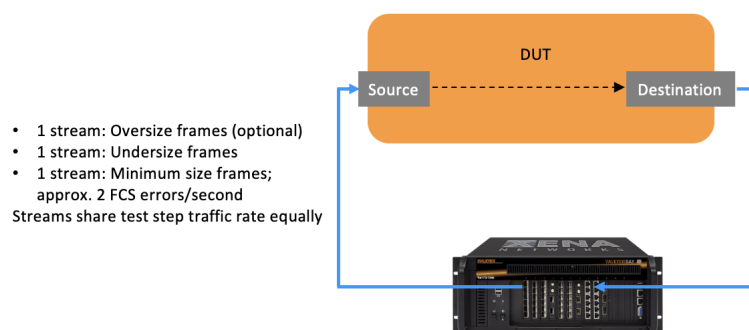 DUT
Source
Destination
• 1 stream: Oversize frames (optional)
• 1 stream: Undersize frames
• 1 stream: Minimum size frames;
approx. 2 FCS errors/second
Streams share test step traffic rate equally
XENA
NETWORKS